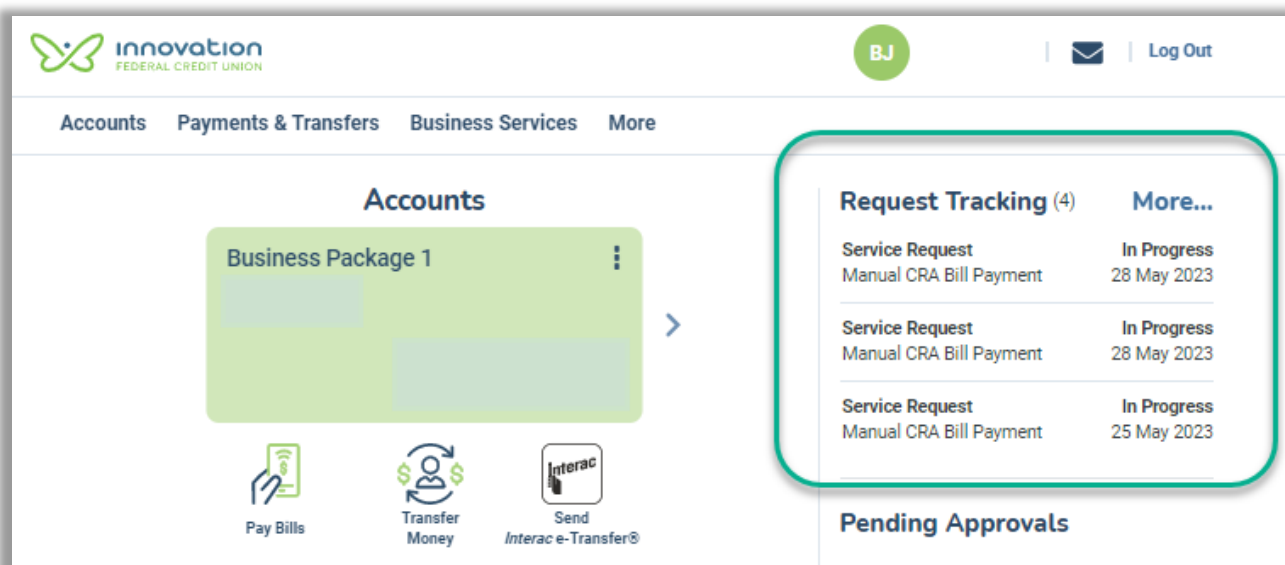 innovation
FEDERAL CREDIT UNION
BJ
Log Out
Accounts Payments & Transfers Business Services More
Accounts
Business Package 1
Pay Bills
Transfer
Money
Interac
Send
Interac e-Transfer®
Request Tracking (4) More...
Service Request In Progress
Manual CRA Bill Payment 28 May 2023
Service Request In Progress
Manual CRA Bill Payment 28 May 2023
Service Request In Progress
Manual CRA Bill Payment 25 May 2023
Pending Approvals